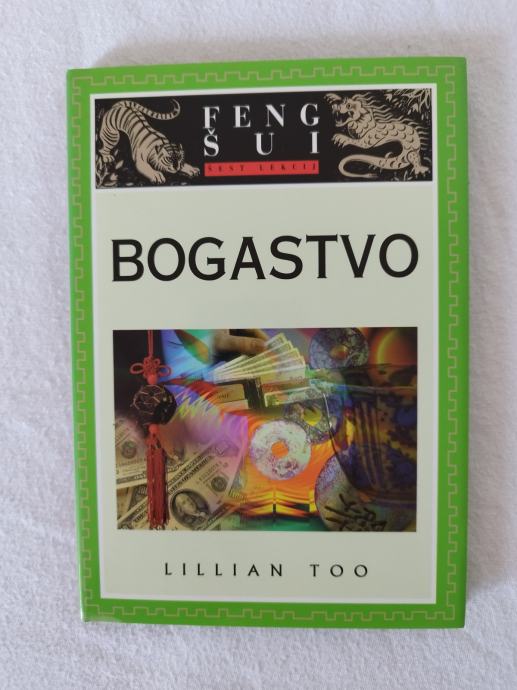 FENG
ŠUI
ŠEST LEKCIJ
BOGASTVO
LILLIAN TOO